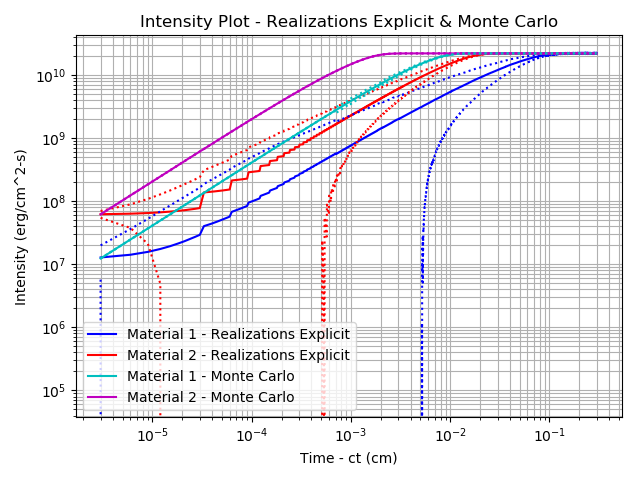 Intensity Plot - Realizations Explicit & Monte Carlo
Intensity (erg/cm^2-s)
10^10
10^9
10^8
10^7
10^6
10^5
Material 1 - Realizations Explicit
Material 2 - Realizations Explicit
Material 1 - Monte Carlo
Material 2 - Monte Carlo
10^−5 10^−4 10^−3 10^−2 10^−1
Time - ct (cm)